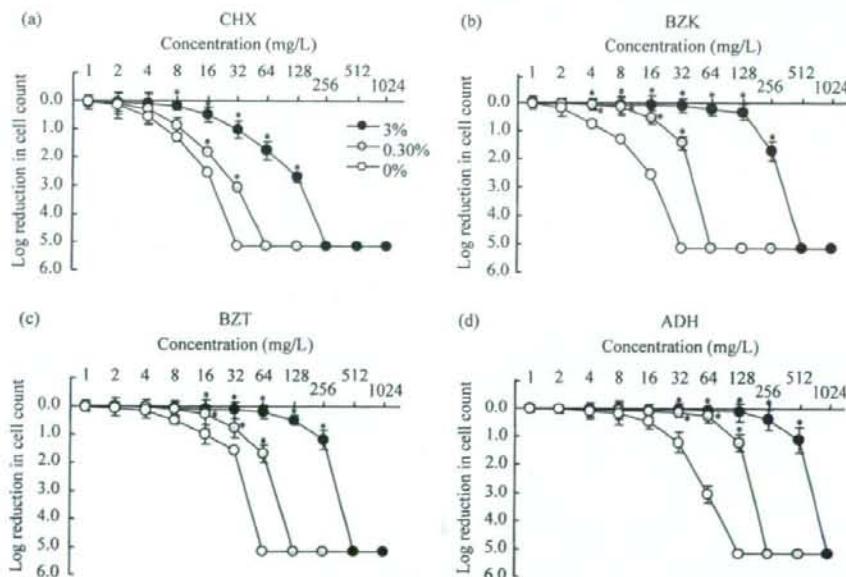 (a) CHX
Concentration (mg/L)
1 2 4 8 16 32 64 128 256 512 1024
Log reduction in cell count
0.0
1.0
2.0
3.0
4.0
5.0
6.0
3%
0.30%
0%
(b) BZK
Concentration (mg/L)
1 2 4 8 16 32 64 128 256 512 1024
Log reduction in cell count
0.0
1.0
2.0
3.0
4.0
5.0
6.0
(c) BZT
Concentration (mg/L)
1 2 4 8 16 32 64 128 256 512 1024
Log reduction in cell count
0.0
1.0
2.0
3.0
4.0
5.0
6.0
(d) ADH
Concentration (mg/L)
1 2 4 8 16 32 64 128 256 512 1024
Log reduction in cell count
0.0
1.0
2.0
3.0
4.0
5.0
6.0